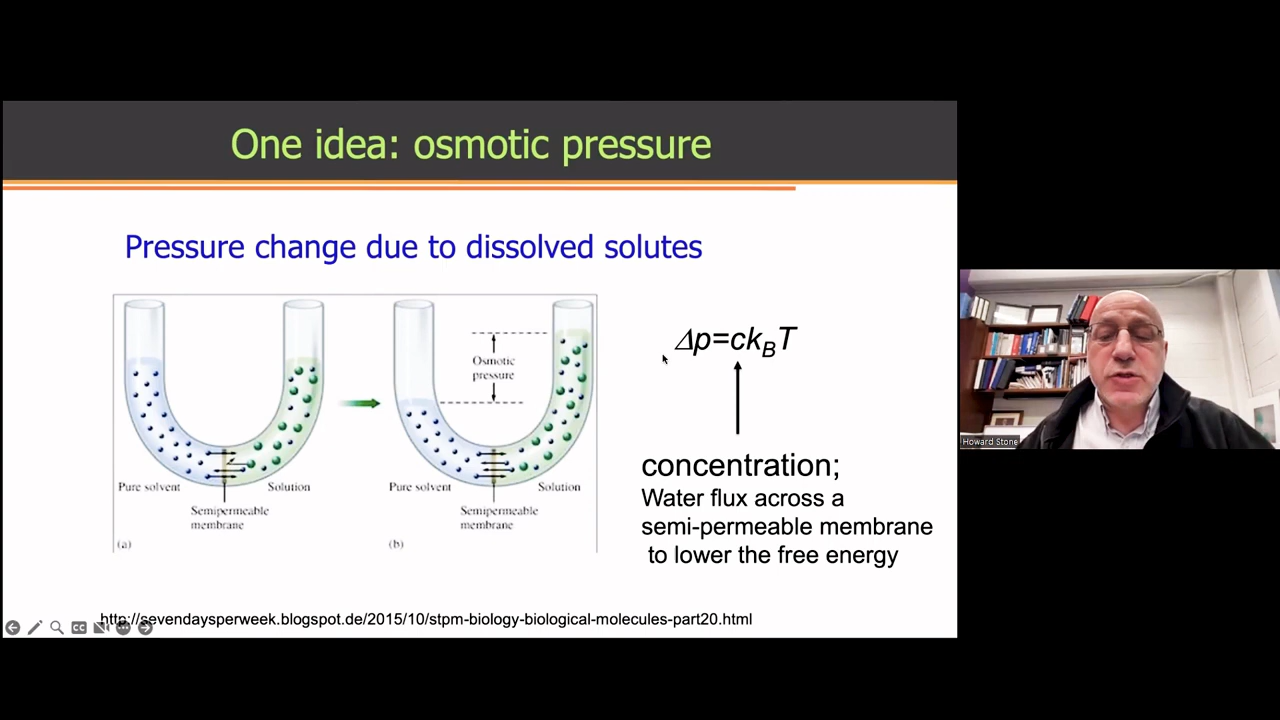 One idea: osmotic pressure
Pressure change due to dissolved solutes
Osmotic
pressure
Pure solvent
Solution
Semipermeable
membrane
(a)
Pure solvent
Solution
Semipermeable
membrane
(b)
Δp=ck_BT
concentration;
Water flux across a
semi-permeable membrane
to lower the free energy
http://sevendaysperweek.blogspot.de/2015/10/stpm-biology-biological-molecules-part20.html
CC
Howard Stone